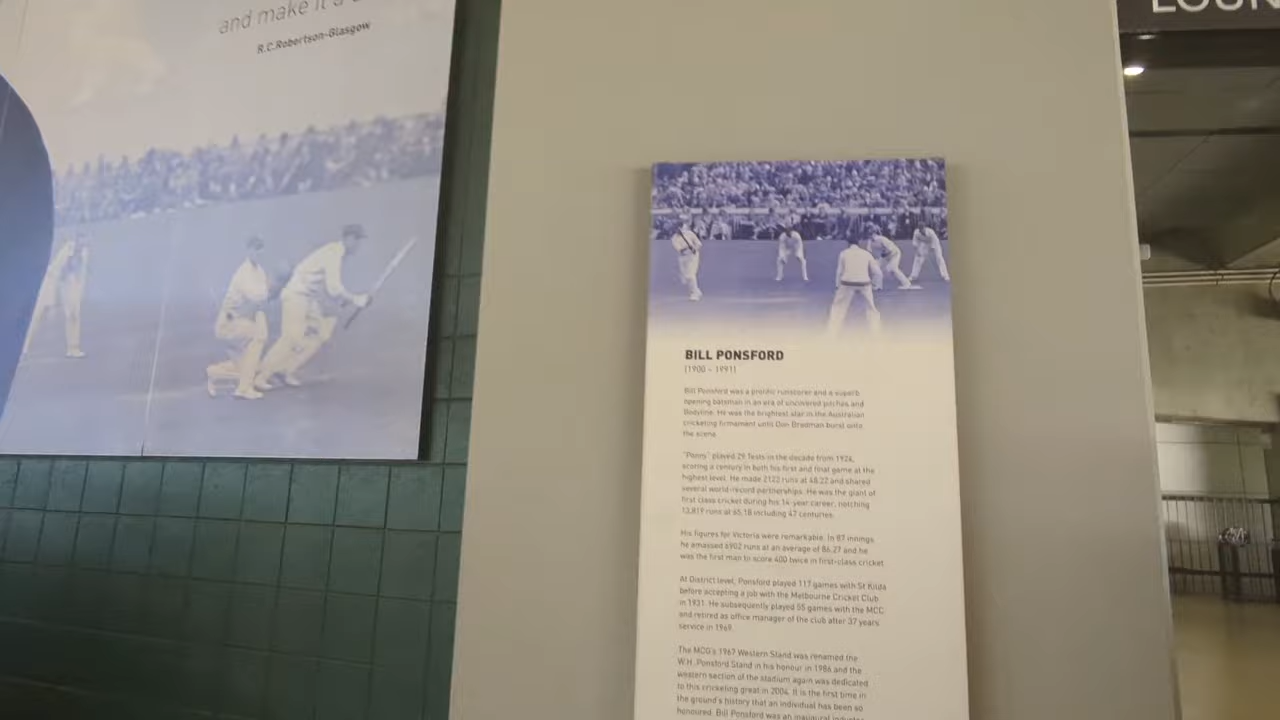 and make it a
R.C.Robertson-Glasgow
LOUN
BILL PONSFORD
(1900 – 1991)
Bill Ponsford was a prolific runscorer and a superb
opening batsman in an era of uncovered pitches and
Bodyline. He was the brightest star in the Australian
cricketing firmament until Don Bradman burst onto
the scene.
"Ponny" played 29 Tests in the decade from 1924,
scoring a century in both his first and final game at the
highest level. He made 2122 runs at 48.22 and shared
several world-record partnerships. He was the giant of
first class cricket during his 14-year career, notching
13,819 runs at 65.18 including 47 centuries.
His figures for Victoria were remarkable. In 87 innings
he amassed 6902 runs at an average of 86.27 and he
was the first man to score 400 twice in first-class cricket
At District level, Ponsford played 117 games with St Kilda
before accepting a job with the Melbourne Cricket Club
in 1931. He subsequently played 55 games with the MCC
and retired as office manager of the club after 37 years
service in 1969.
The MCG's 1967 Western Stand was renamed the
W.H. Ponsford Stand in his honour in 1986 and the
western section of the stadium again was dedicated
to this cricketing great in 2004. It is the first time in
the ground's history that an individual has been so
honoured. Bill Ponsford was an inaugural